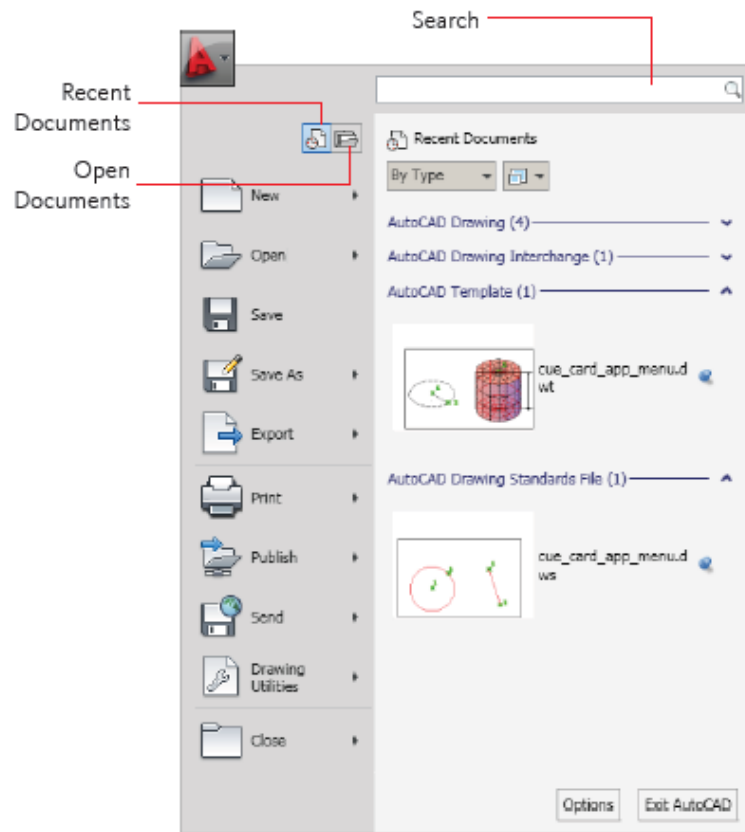 Search
Recent
Documents
Open
Documents
Recent Documents
By Type
New
AutoCAD Drawing (4)
Open
AutoCAD Drawing Interchange (1)
AutoCAD Template (1)
Save
Save As
cue_card_app_menu.d
wt
Export
AutoCAD Drawing Standards File (1)
Print
Publish
cue_card_app_menu.d
ws
Send
Drawing
Utilities
Close
Options
Exit AutoCAD